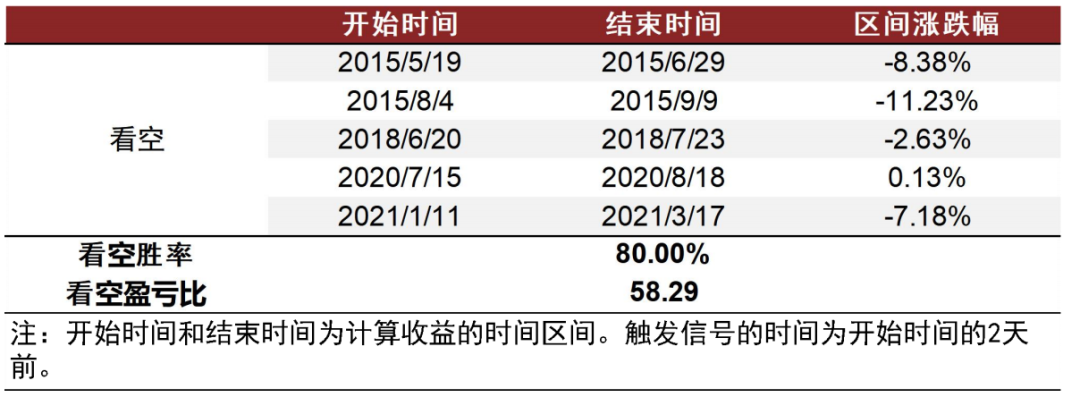 开始时间 结束时间 区间涨跌幅
2015/5/19 2015/6/29 -8.38%
2015/8/4 2015/9/9 -11.23%
看空 2018/6/20 2018/7/23 -2.63%
2020/7/15 2020/8/18 0.13%
2021/1/11 2021/3/17 -7.18%
看空胜率 80.00%
看空盈亏比 58.29
注：开始时间和结束时间为计算收益的时间区间。触发信号的时间为开始时间的2天
前。